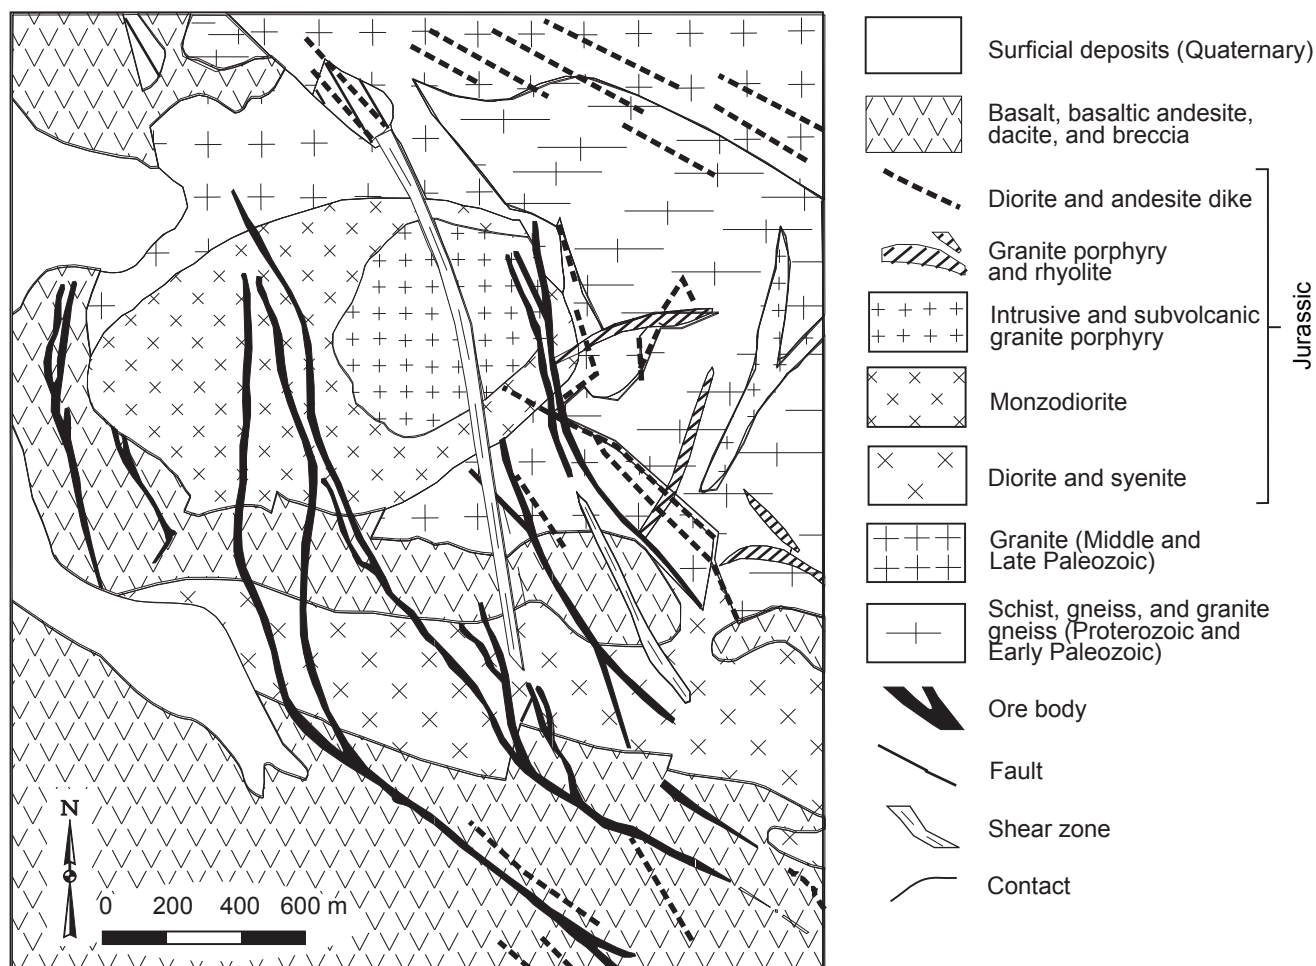 Surficial deposits (Quaternary)
Basalt, basaltic andesite,
dacite, and breccia
Diorite and andesite dike
Granite porphyry
and rhyolite
Intrusive and subvolcanic
granite porphyry
Monzodiorite
Diorite and syenite
Jurassic
Granite (Middle and
Late Paleozoic)
Schist, gneiss, and granite
gneiss (Proterozoic and
Early Paleozoic)
Ore body
Fault
Shear zone
Contact
N
0 200 400 600 m